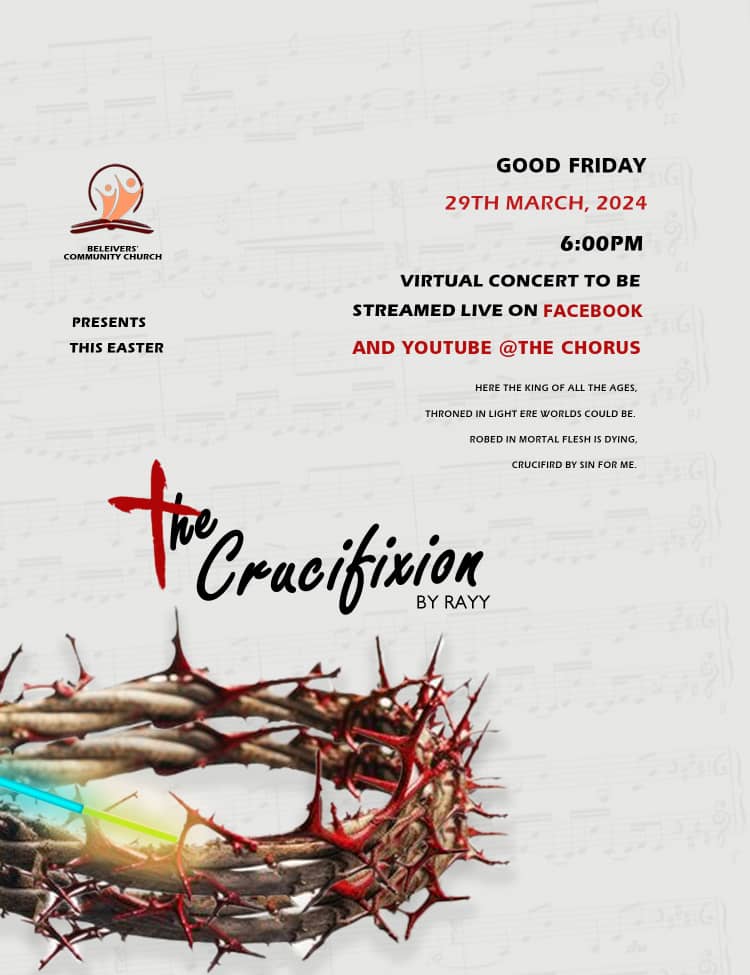 GOOD FRIDAY
29TH MARCH, 2024
6:00PM
VIRTUAL CONCERT TO BE
STREAMED LIVE ON FACEBOOK
AND YOUTUBE @THE CHORUS
BELEIVERS'
COMMUNITY CHURCH
PRESENTS
THIS EASTER
HERE THE KING OF ALL THE AGES,
THRONED IN LIGHT ERE WORLDS COULD BE.
ROBED IN MORTAL FLESH IS DYING,
CRUCIFIRD BY SIN FOR ME.
the
Crucifixion
BY RAYY